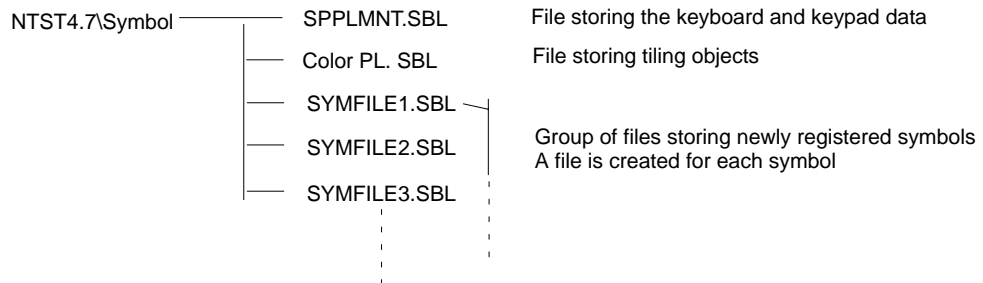 NTST4.7\Symbol
SPPLMNT.SBL File storing the keyboard and keypad data
Color PL. SBL File storing tiling objects
SYMFILE1.SBL
SYMFILE2.SBL
SYMFILE3.SBL
Group of files storing newly registered symbols
A file is created for each symbol